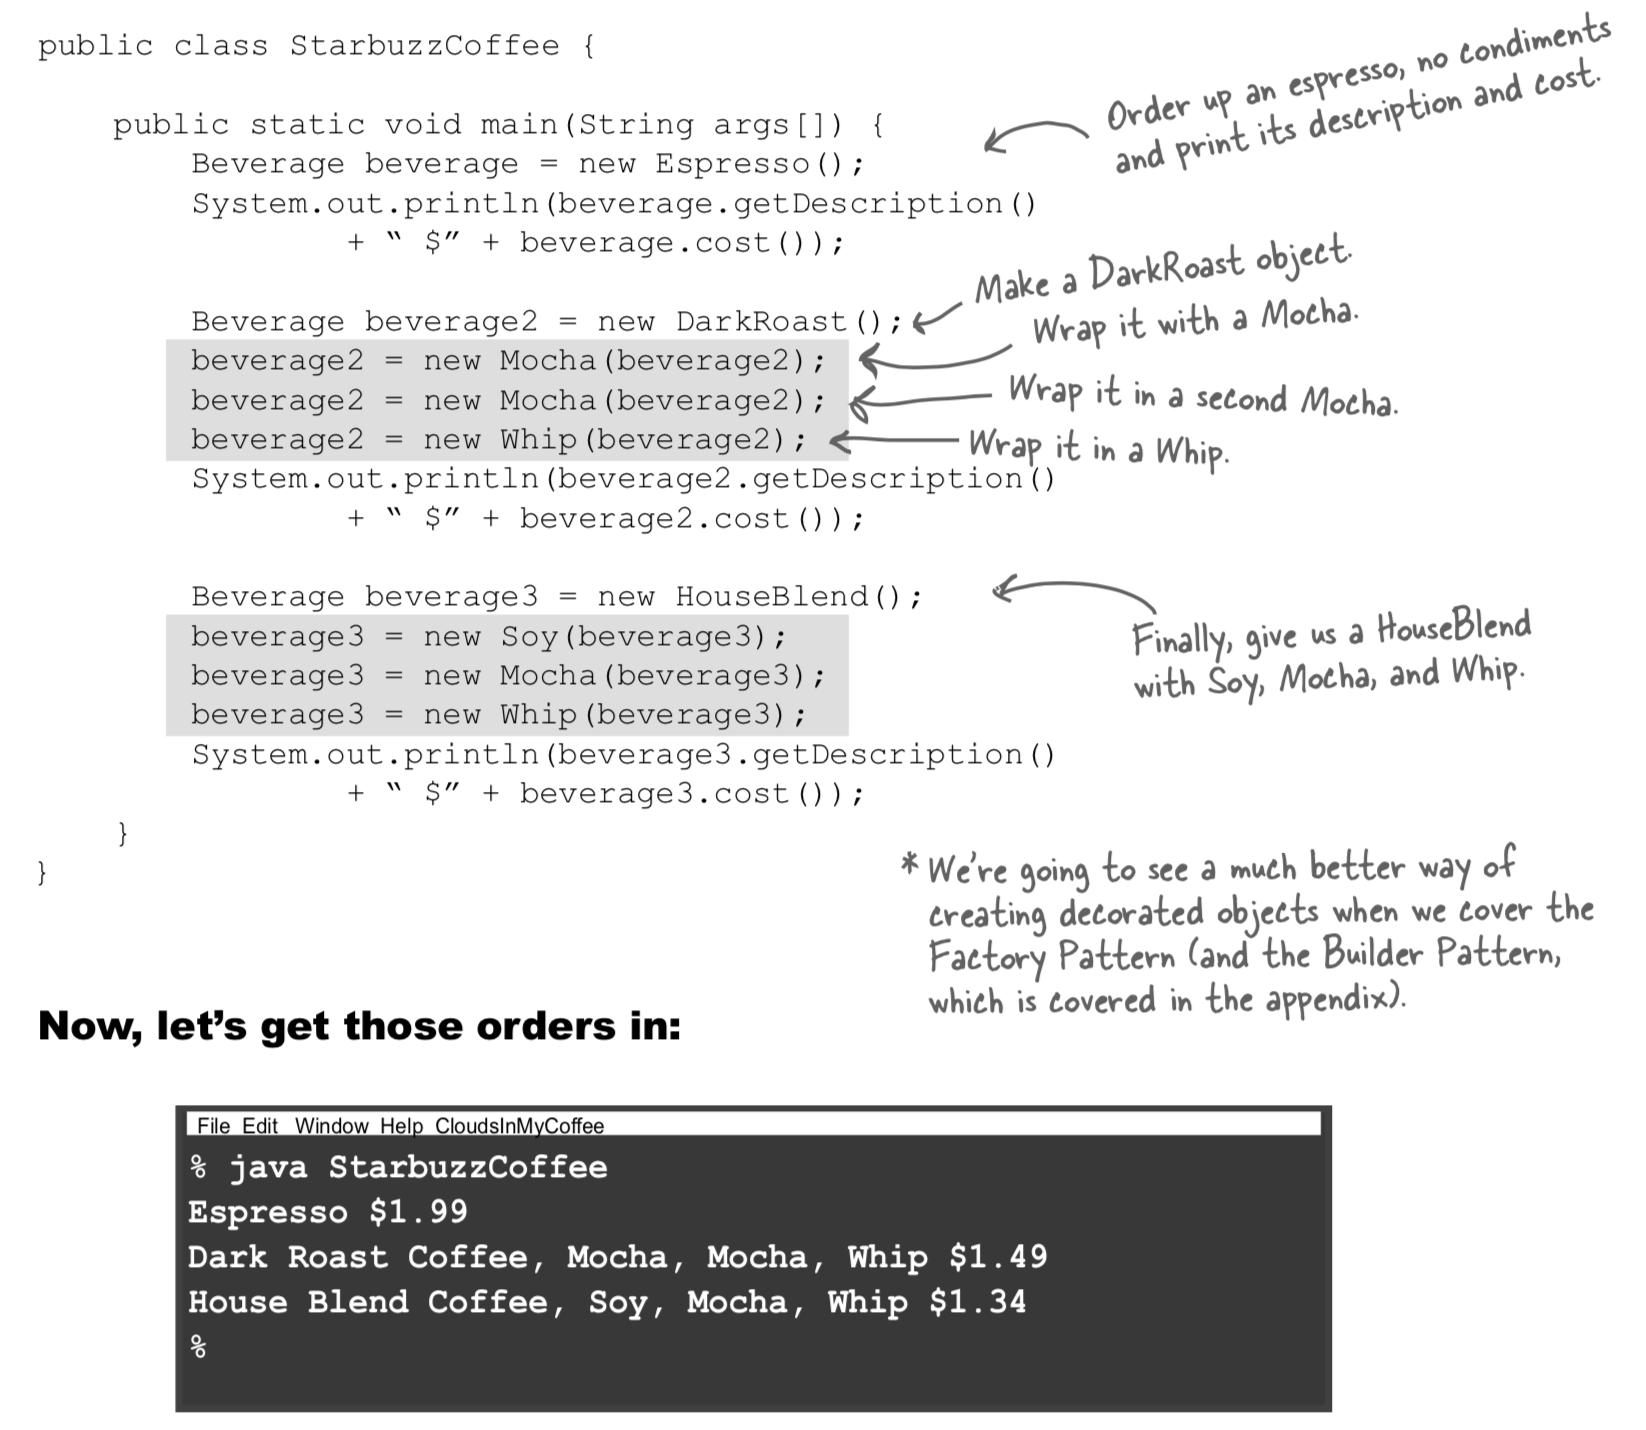 public class StarbuzzCoffee {
public static void main(String args[]) {
Beverage beverage = new Espresso();
System.out.println(beverage.getDescription()
+ “ $” + beverage.cost());
Order up an espresso, no condiments
and print its description and cost.
Beverage beverage2 = new DarkRoast();
beverage2 = new Mocha(beverage2);
beverage2 = new Mocha(beverage2);
beverage2 = new Whip(beverage2);
System.out.println(beverage2.getDescription()
+ “ $” + beverage2.cost());
Make a DarkRoast object.
Wrap it with a Mocha.
Wrap it in a second Mocha.
Wrap it in a Whip.
Beverage beverage3 = new HouseBlend();
beverage3 = new Soy(beverage3);
beverage3 = new Mocha(beverage3);
beverage3 = new Whip(beverage3);
System.out.println(beverage3.getDescription()
+ “ $” + beverage3.cost());
}
}
Finally, give us a HouseBlend
with Soy, Mocha, and Whip.
* We're going to see a much better way of
creating decorated objects when we cover the
Factory Pattern (and the Builder Pattern,
which is covered in the appendix).
Now, let’s get those orders in:
File Edit Window Help CloudsInMyCoffee
% java StarbuzzCoffee
Espresso $1.99
Dark Roast Coffee, Mocha, Mocha, Whip $1.49
House Blend Coffee, Soy, Mocha, Whip $1.34
%